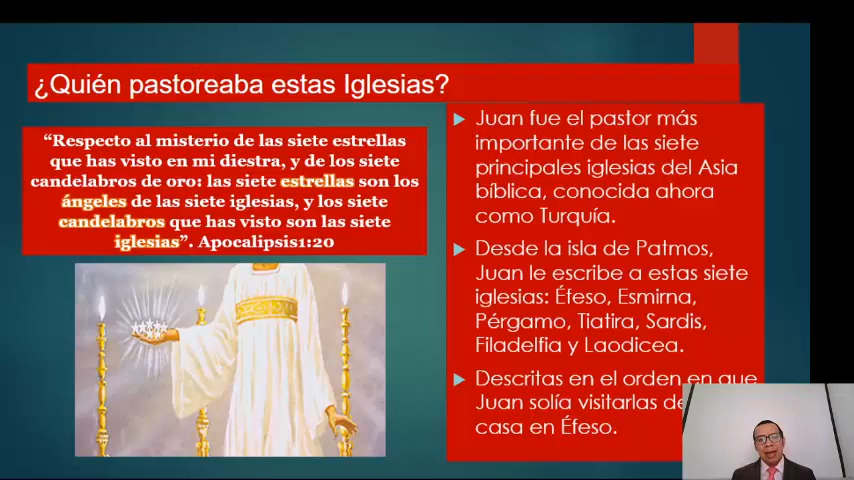 ¿Quién pastoreaba estas Iglesias?
“Respecto al misterio de las siete estrellas
que has visto en mi diestra, y de los siete
candelabros de oro: las siete estrellas son los
ángeles de las siete iglesias, y los siete
candelabros que has visto son las siete
iglesias”. Apocalipsis1:20
Juan fue el pastor más
importante de las siete
principales iglesias del Asia
bíblica, conocida ahora
como Turquía.
Desde la isla de Patmos,
Juan le escribe a estas siete
iglesias: Éfeso, Esmirna,
Pérgamo, Tiatira, Sardis,
Filadelfia y Laodicea.
Descritas en el orden en que
Juan solía visitarlas
casa en Éfeso.